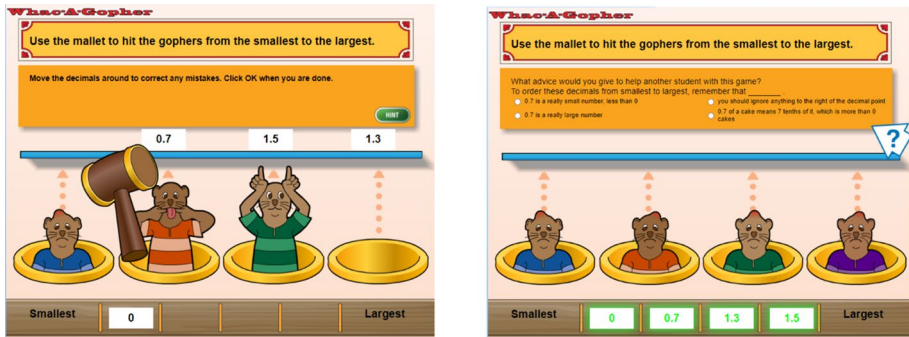 Whac-A-Gopher
Use the mallet to hit the gophers from the smallest to the largest.
Move the decimals around to correct any mistakes. Click OK when you are done.
HINT
0.7 1.5 1.3
Smallest 0 Largest
Whac-A-Gopher
Use the mallet to hit the gophers from the smallest to the largest.
What advice would you give to help another student with this game?
To order these decimals from smallest to largest, remember that _______ .
0.7 is a really small number, less than 0
you should ignore anything to the right of the decimal point
0.7 is a really large number
0.7 of a cake means 7 tenths of it, which is more than 0
cakes
?
Smallest 0 0.7 1.3 1.5 Largest